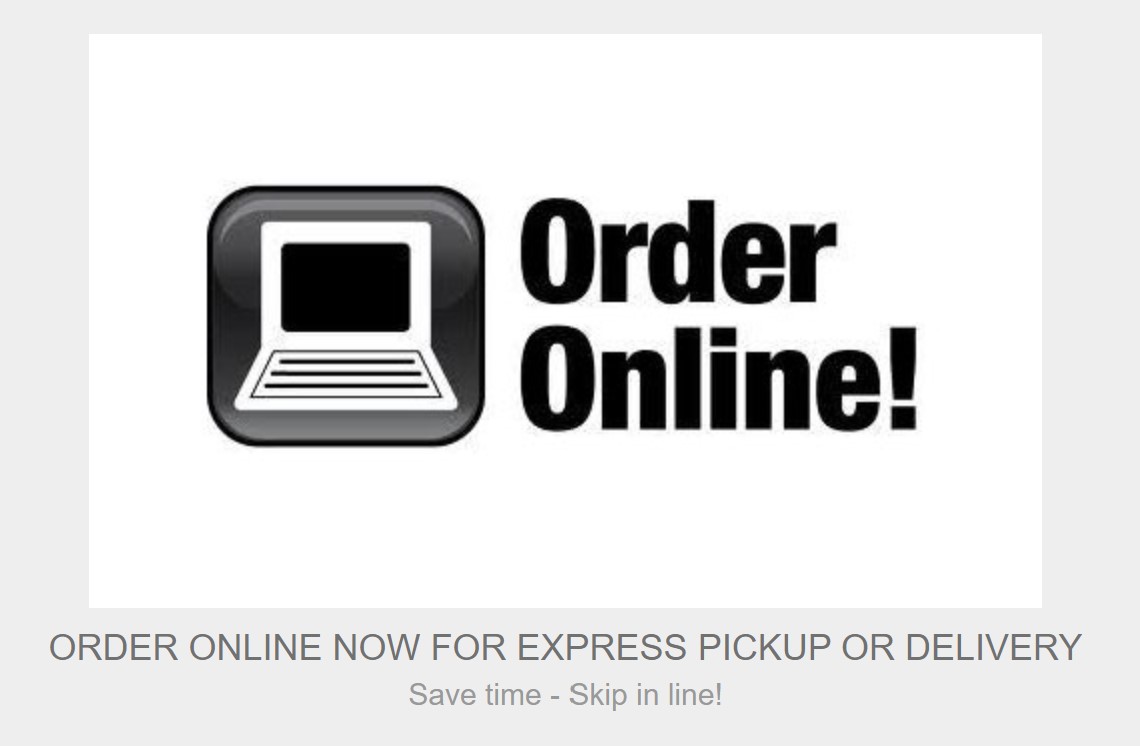 Order
Online!
ORDER ONLINE NOW FOR EXPRESS PICKUP OR DELIVERY
Save time - Skip in line!